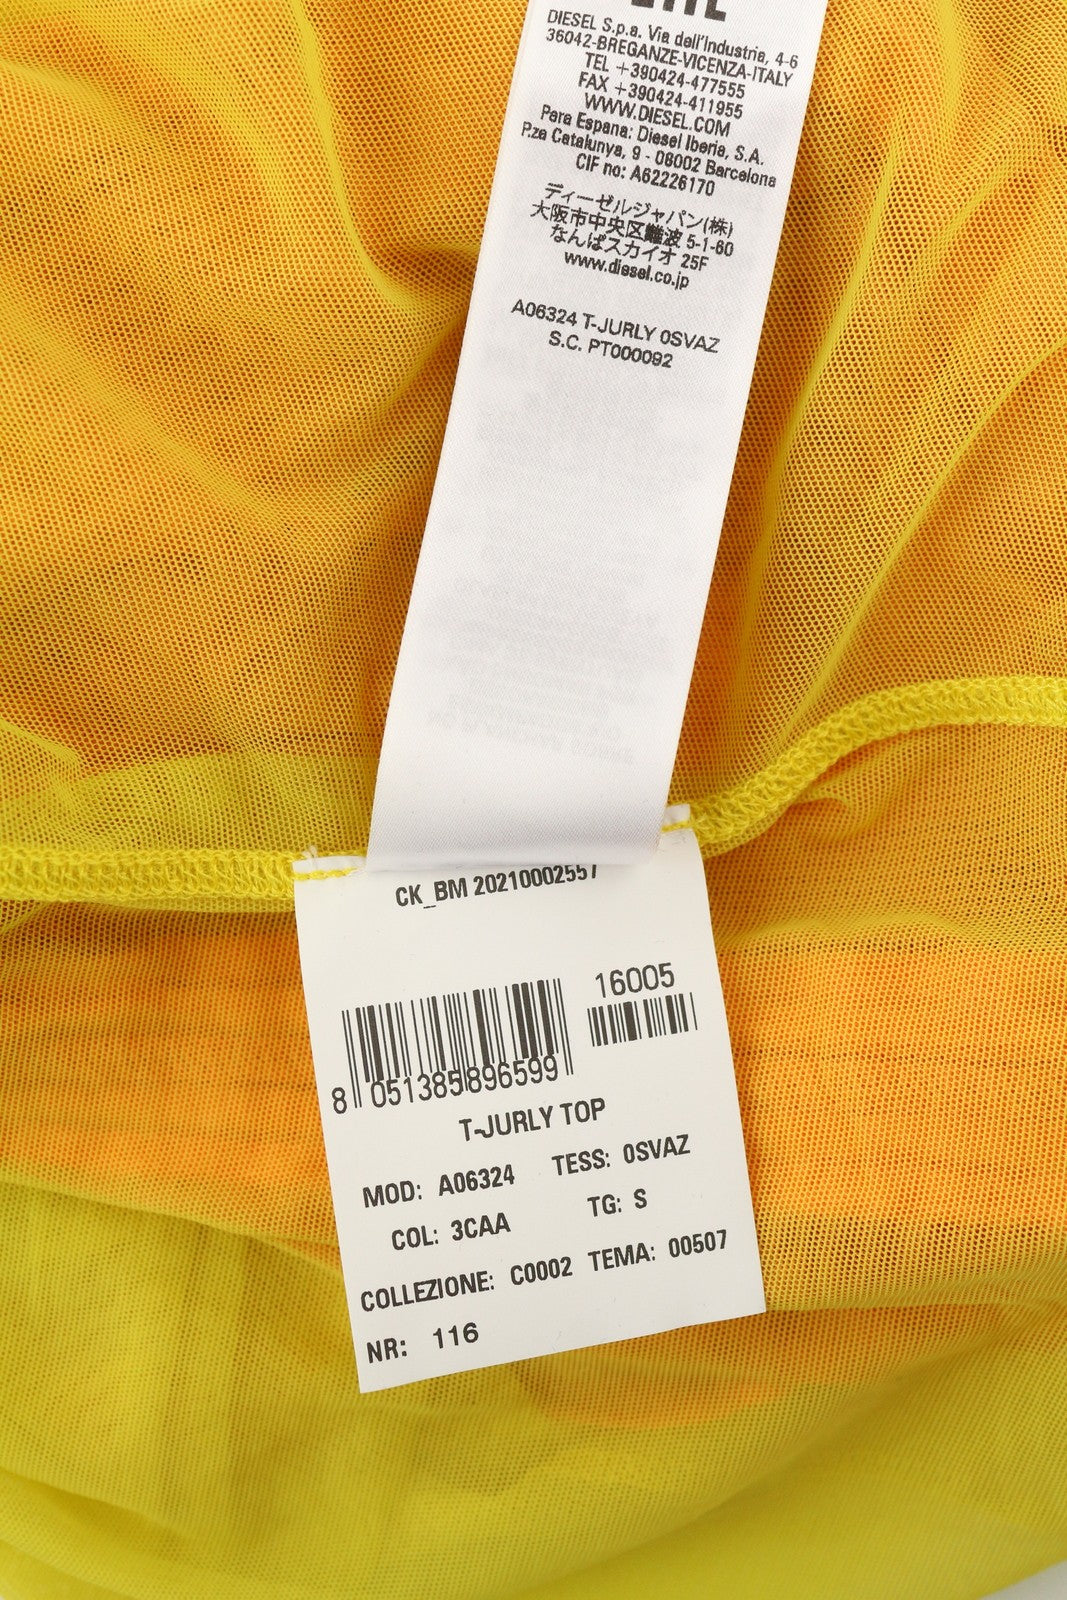 DIESEL S.p.a. Via dell'Industria, 4-6
36042-BREGANZE-VICENZA-ITALY
TEL +390424-477555
FAX +390424-411955
WWW.DIESEL.COM
Para Espana: Diesel Iberia, S.A.
P.za Catalunya, 9 - 08002 Barcelona
CIF no: A62226170
ディーゼルジャパン(株)
大阪市中央区難波 5-1-60
なんばスカイオ 25F
www.diesel.co.jp
A06324 T-JURLY 0SVAZ
S.C. PT000092
CK_BM 20210002557
16005
8 051385 896599
T-JURLY TOP
MOD: A06324 TESS: 0SVAZ
COL: 3CAA TG: S
COLLEZIONE: C0002 TEMA: 00507
NR: 116